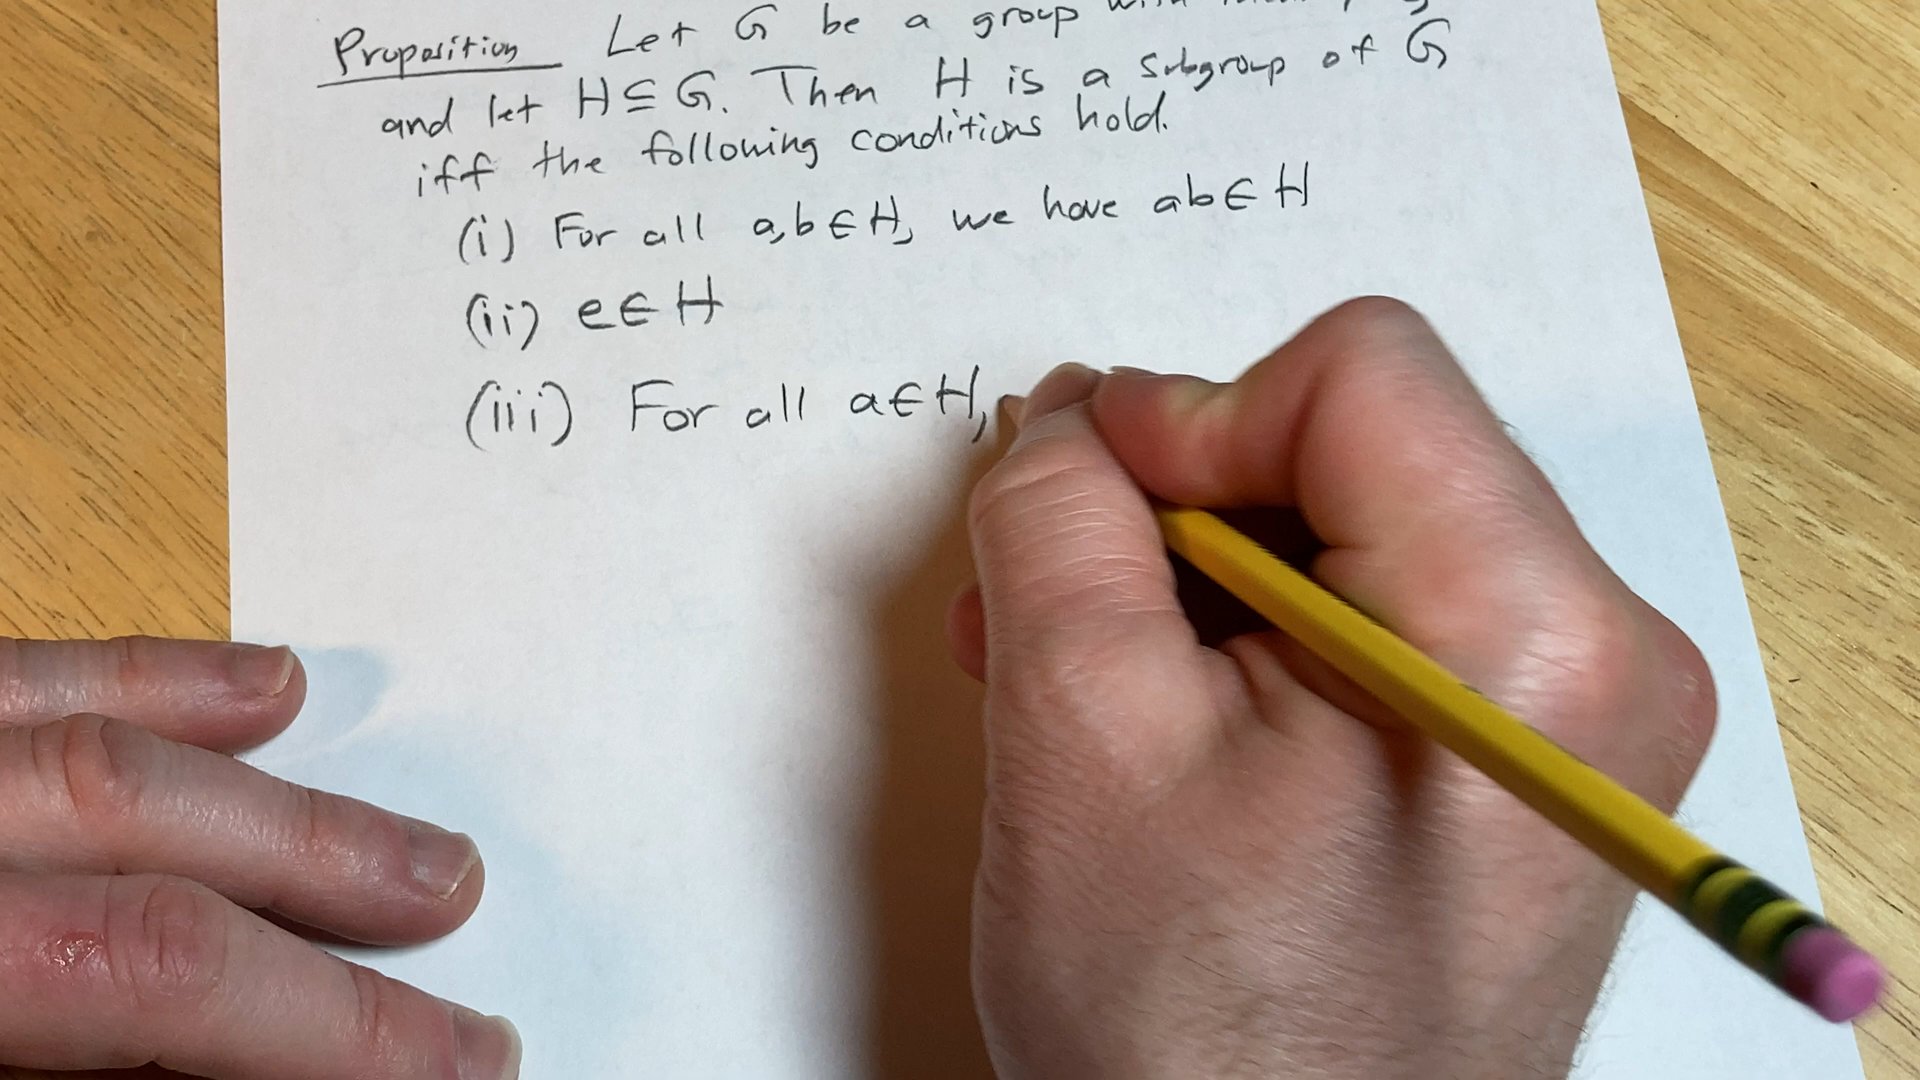 Proposition Let G be a group
and let H ⊆ G. Then H is a subgroup of G
iff the following conditions hold.
(i) For all a,b ∈ H, we have ab ∈ H
(ii) e ∈ H
(iii) For all a ∈ H,